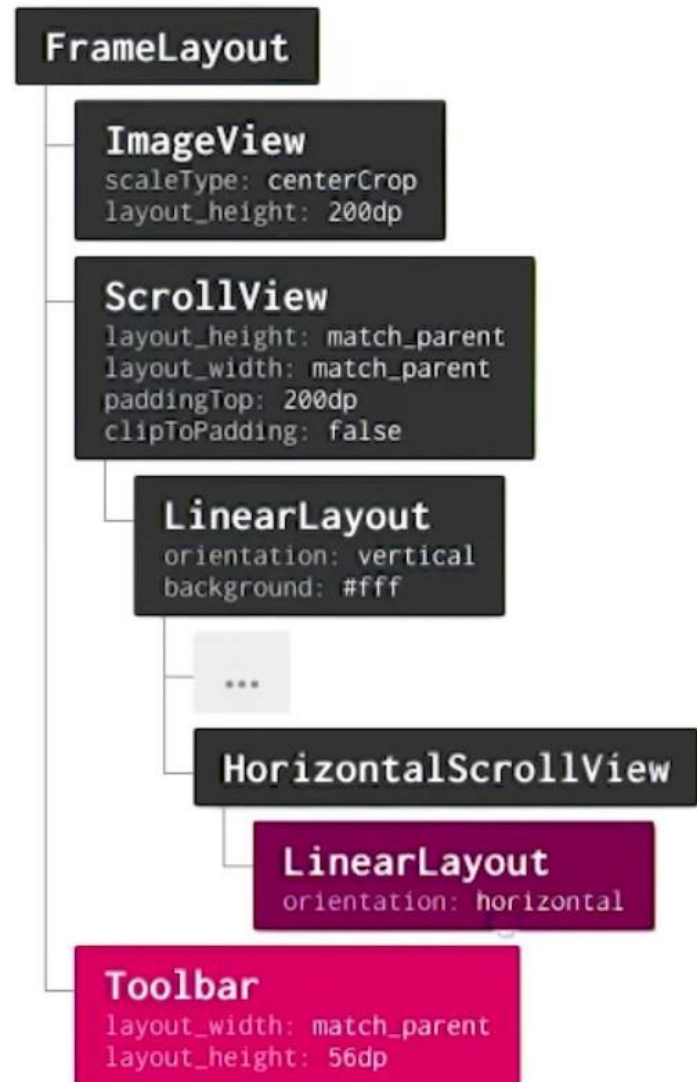 FrameLayout
ImageView
scaleType: centerCrop
layout_height: 200dp
ScrollView
layout_height: match_parent
layout_width: match_parent
paddingTop: 200dp
clipToPadding: false
LinearLayout
orientation: vertical
background: #fff
...
HorizontalScrollView
LinearLayout
orientation: horizontal
Toolbar
layout_width: match_parent
layout_height: 56dp